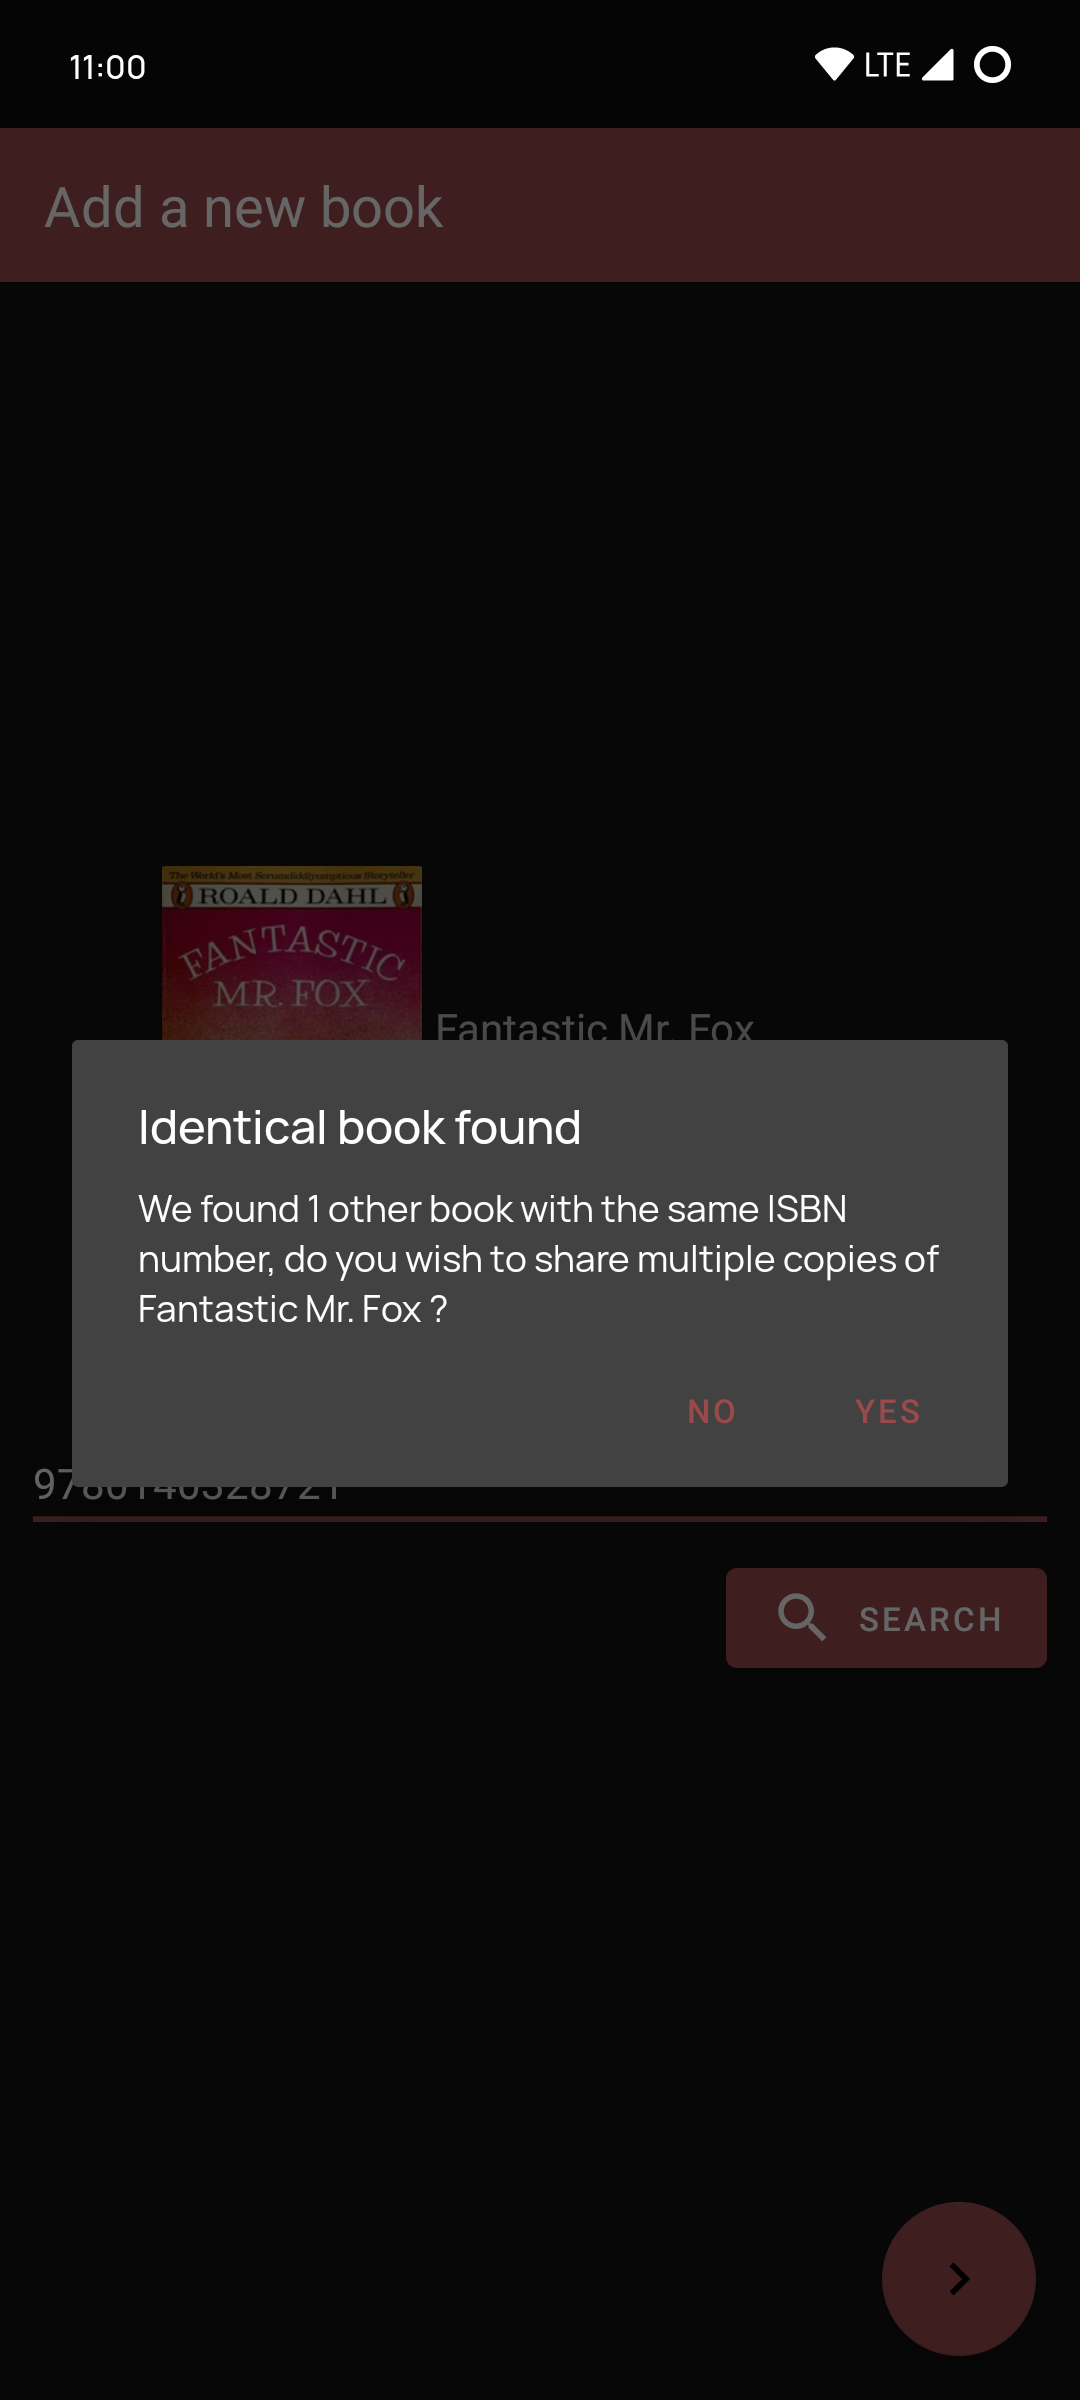 11:00
LTE
Add a new book
The World's Most Scrumdiddlyumptious Storyteller
ROALD DAHL
FANTASTIC
MR. FOX
Fantastic Mr. Fox
Identical book found
We found 1 other book with the same ISBN
number, do you wish to share multiple copies of
Fantastic Mr. Fox ?
NO
YES
9780140328721
SEARCH